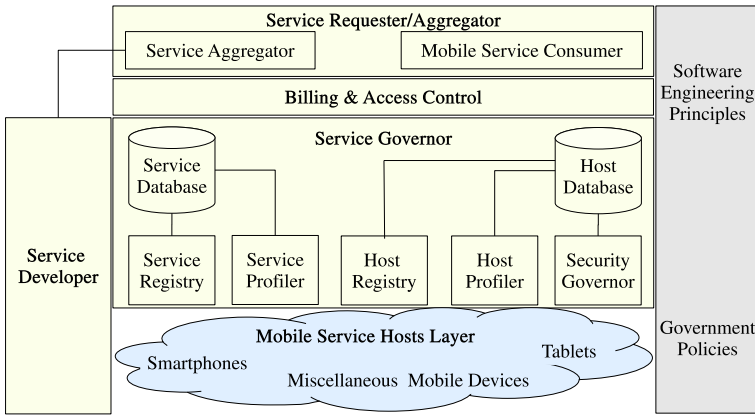 Service Requester/Aggregator
Service Aggregator
Mobile Service Consumer
Billing & Access Control
Service Governor
Service
Database
Host
Database
Service
Registry
Service
Profiler
Host
Registry
Host
Profiler
Security
Governor
Service
Developer
Mobile Service Hosts Layer
Smartphones
Tablets
Miscellaneous Mobile Devices
Software
Engineering
Principles
Government
Policies